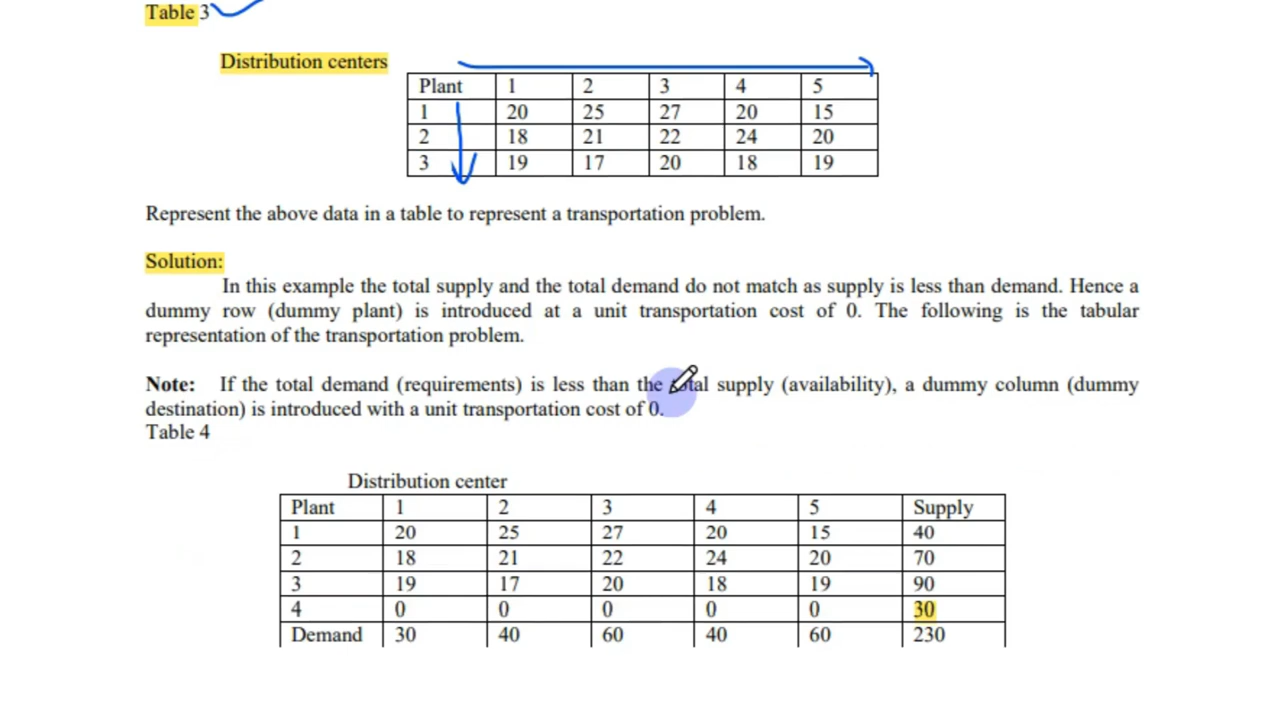 Table 3
Distribution centers
Plant 1 2 3 4 5
1 20 25 27 20 15
2 18 21 22 24 20
3 19 17 20 18 19
Represent the above data in a table to represent a transportation problem.
Solution:
In this example the total supply and the total demand do not match as supply is less than demand. Hence a
dummy row (dummy plant) is introduced at a unit transportation cost of 0. The following is the tabular
representation of the transportation problem.
Note: If the total demand (requirements) is less than the total supply (availability), a dummy column (dummy
destination) is introduced with a unit transportation cost of 0.
Table 4
Distribution center
Plant 1 2 3 4 5 Supply
1 20 25 27 20 15 40
2 18 21 22 24 20 70
3 19 17 20 18 19 90
4 0 0 0 0 0 30
Demand 30 40 60 40 60 230